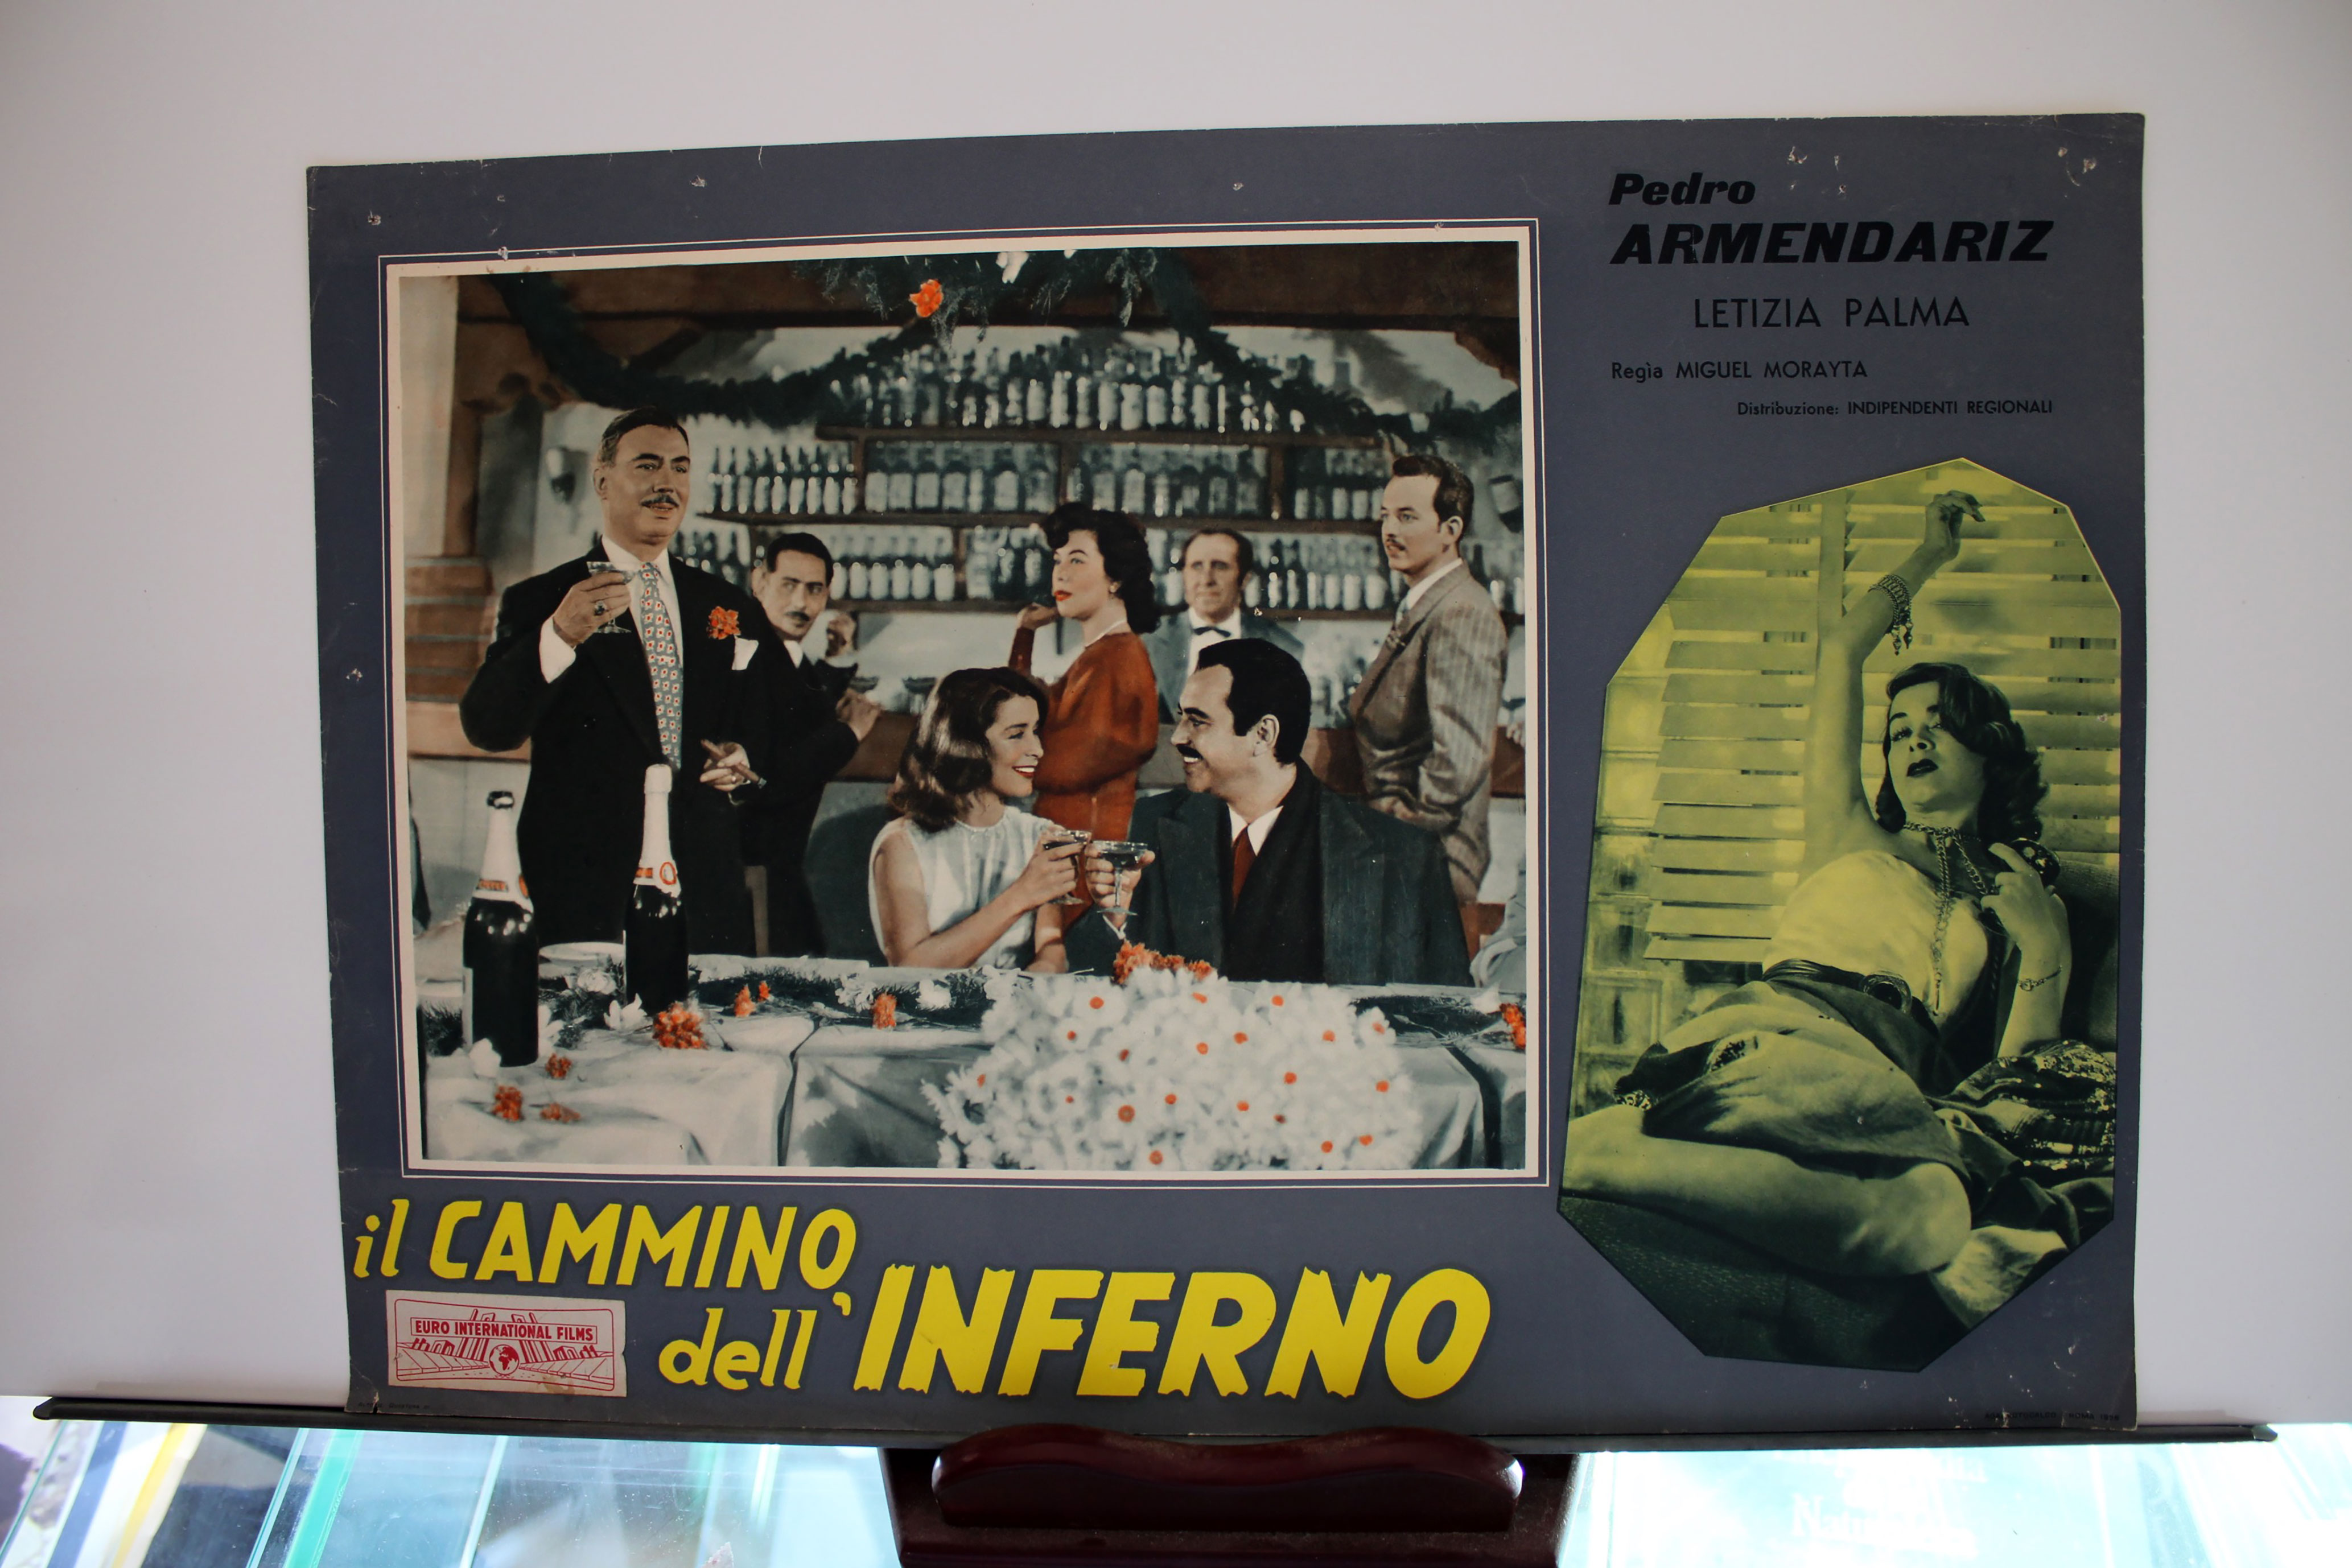 Pedro
ARMENDARIZ
LETIZIA PALMA
Regìa MIGUEL MORAYTA
Distribuzione: INDIPENDENTI REGIONALI
il CAMMINO
dell'INFERNO
EURO INTERNATIONAL FILMS